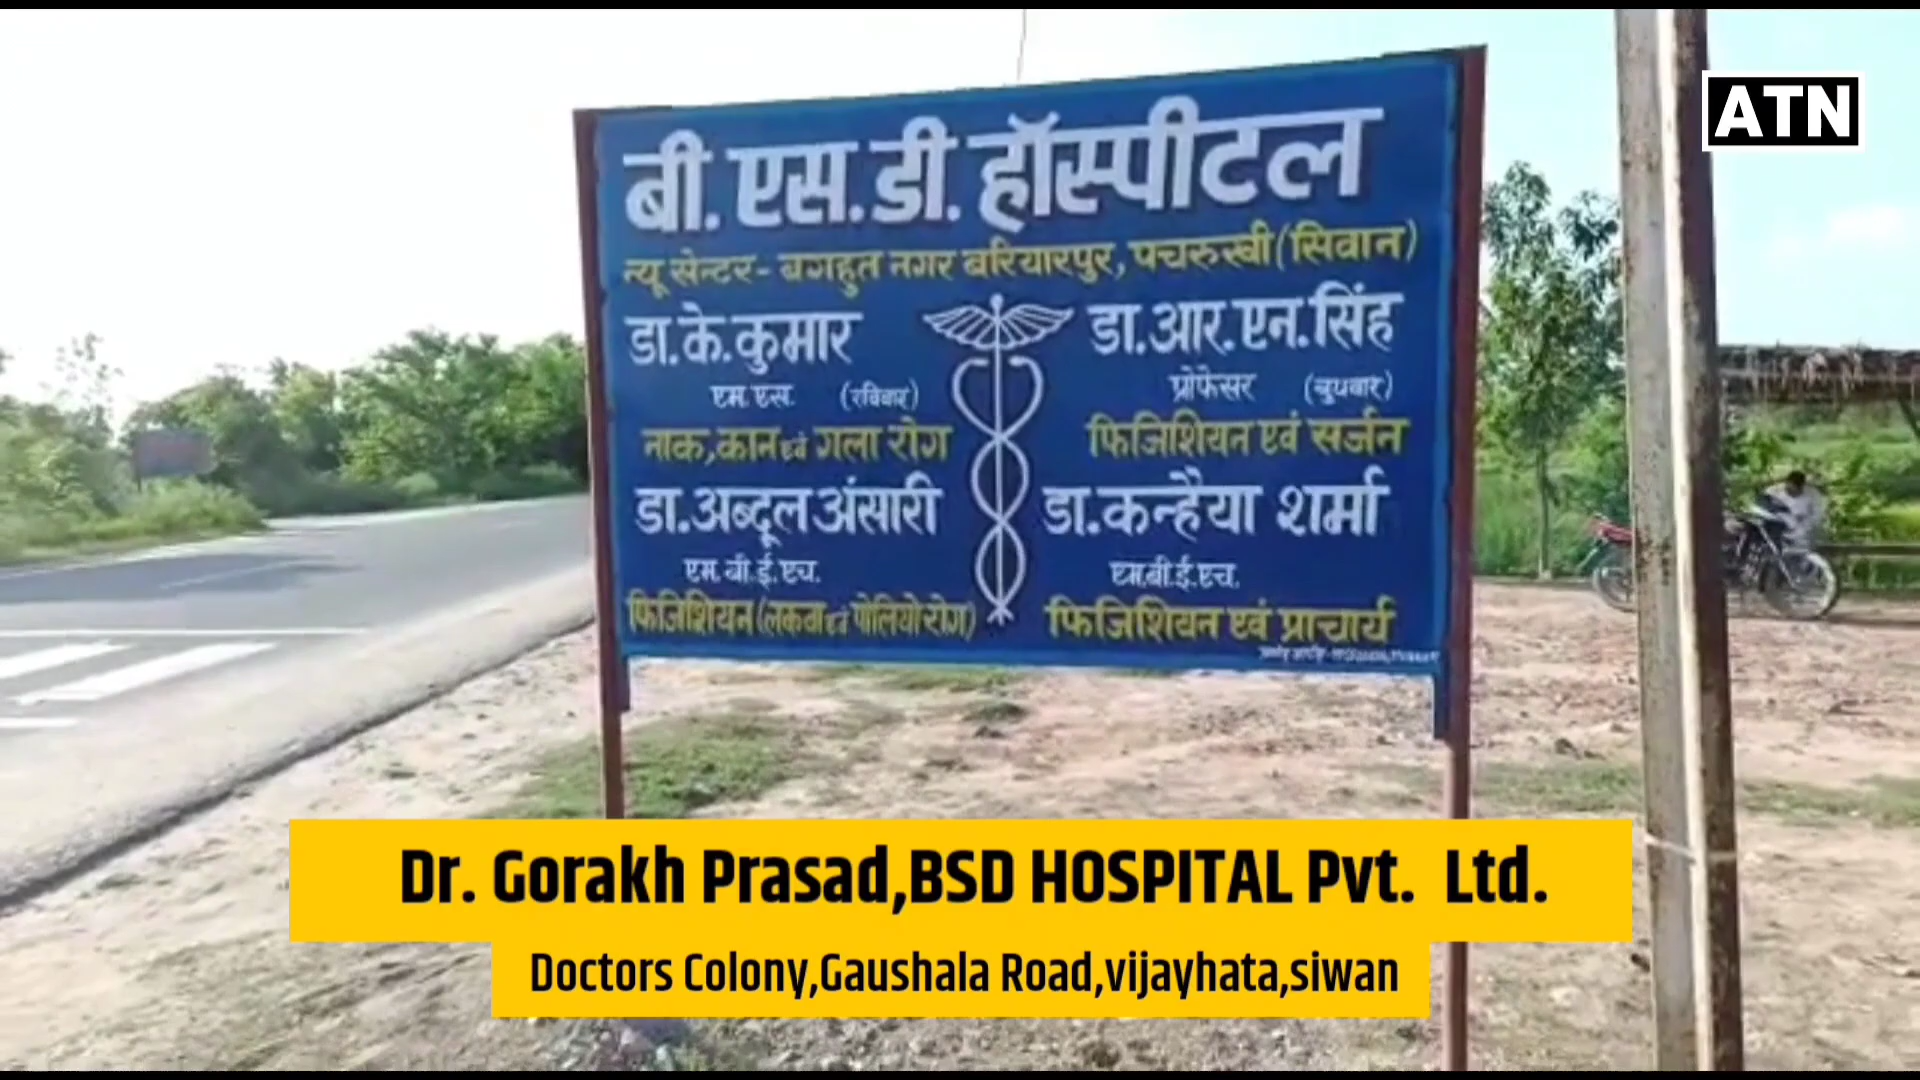 ATN
बी. एस. डी. हॉस्पीटल
न्यू सेन्टर- बगहुत नगर बरियारपुर, पचरुखी (सिवान)
डा. के. कुमार
एम. एस. (रविवार)
नाक, कान एवं गला रोग
डा. आर. एन. सिंह
प्रोफेसर (बुधवार)
फिजिशियन एवं सर्जन
डा. अब्दूल अंसारी
एम. बी. ई. एच.
फिजिशियन (लकवा एवं पोलियो रोग)
डा. कन्हैया शर्मा
एम.बी.ई.एच.
फिजिशियन एवं प्राचार्य
Dr. Gorakh Prasad,BSD HOSPITAL Pvt. Ltd.
Doctors Colony,Gaushala Road,vijayhata,siwan